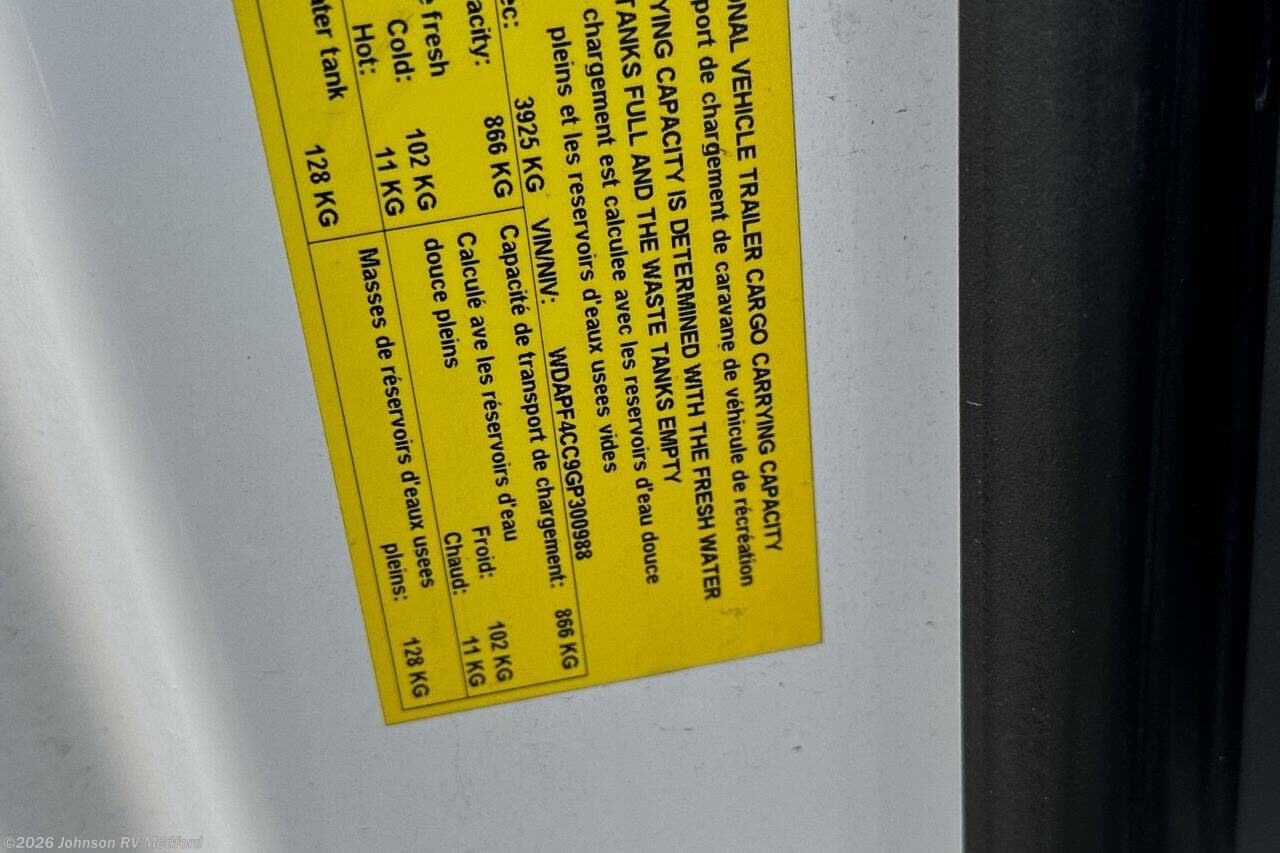 ONAL VEHICLE TRAILER CARGO CARRYING CAPACITY
port de chargement de caravane de véhicule de récréation
YING CAPACITY IS DETERMINED WITH THE FRESH WATER
TANKS FULL AND THE WASTE TANKS EMPTY
chargement est calculee avec les reservoirs d'eau douce
pleins et les reservoirs d'eaux usees vides
ec: 3925 KG VIN/NIV: WDAPF4CC9GP300988
acity: 866 KG Capacité de transport de chargement: 866 KG
e fresh Calculé ave les réservoirs d'eau
Cold: 102 KG douce pleins Froid: 102 KG
Hot: 11 KG Chaud: 11 KG
ater tank 128 KG Masses de réservoirs d'eaux usees
pleins: 128 KG
©2026 Johnson RV Medford